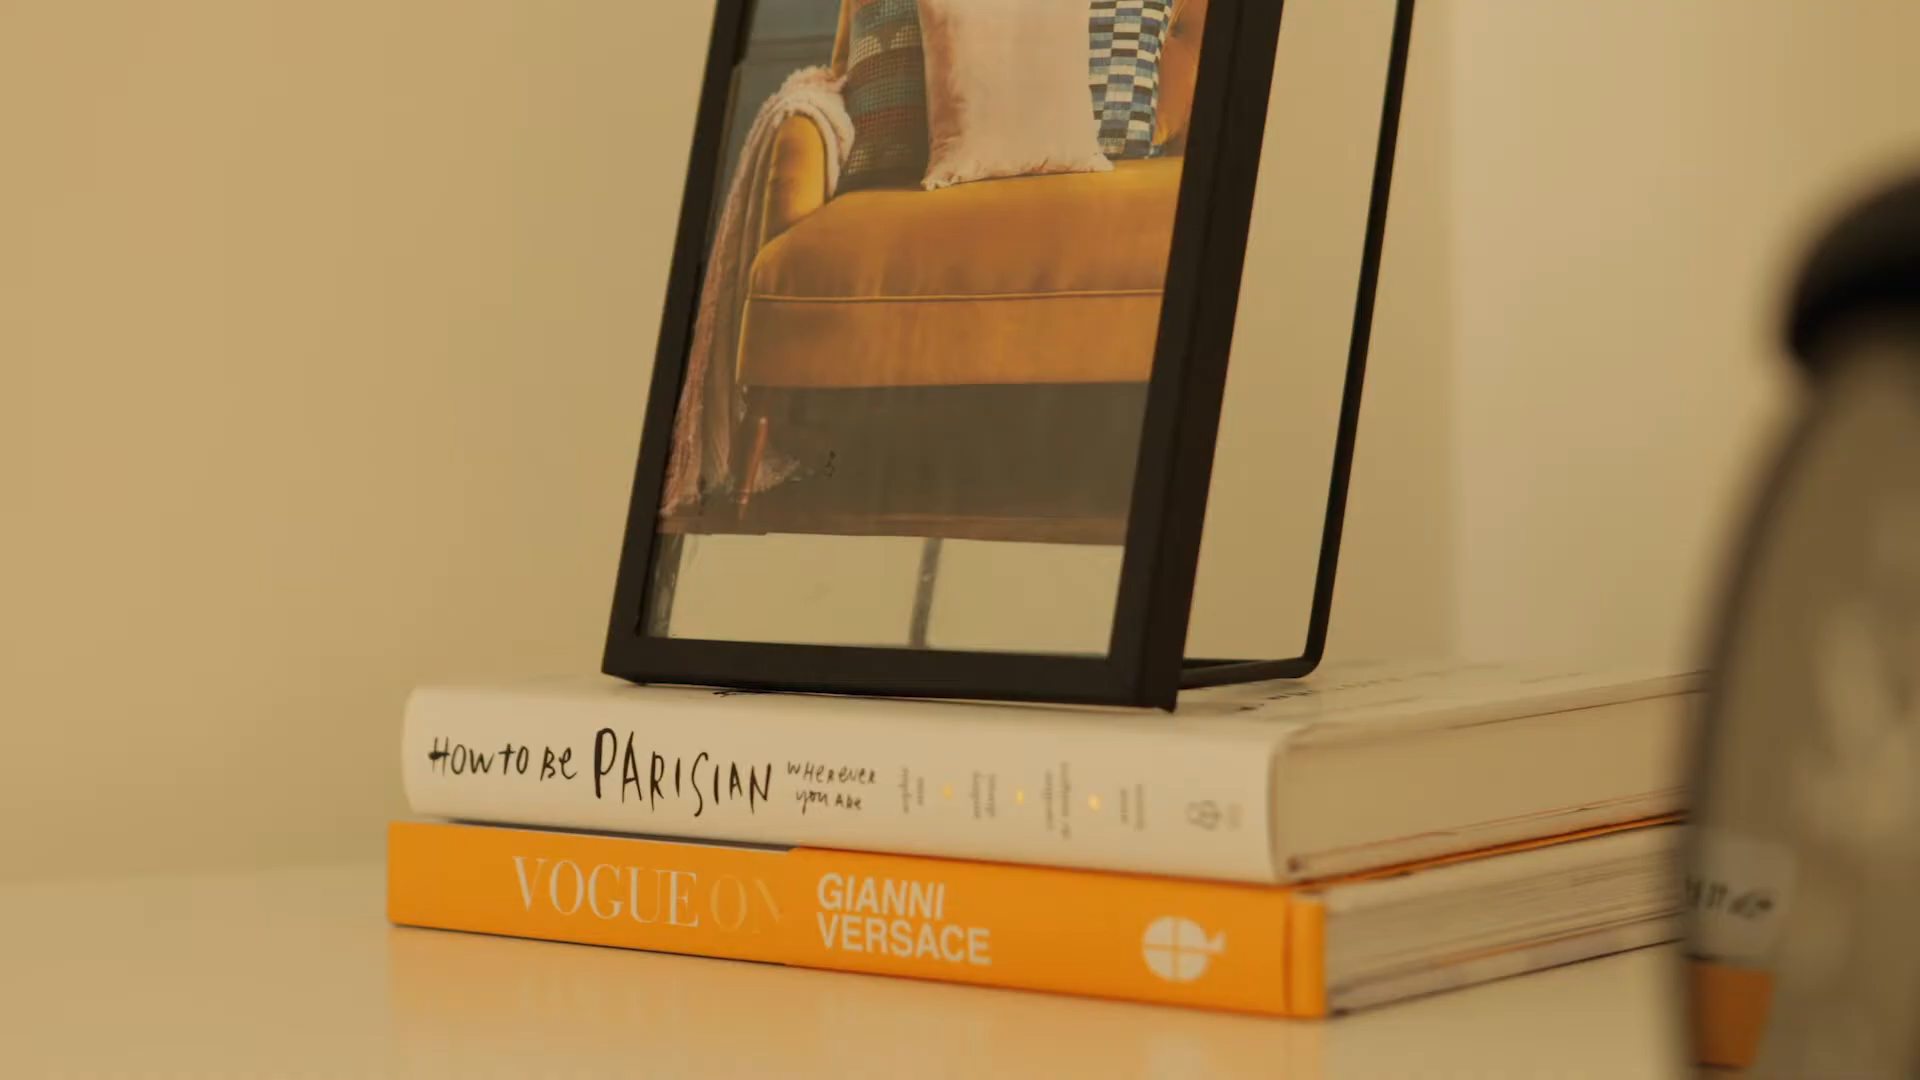 HOW TO BE PARISIAN
WHEREVER
YOU ARE
VOGUE ON
GIANNI
VERSACE